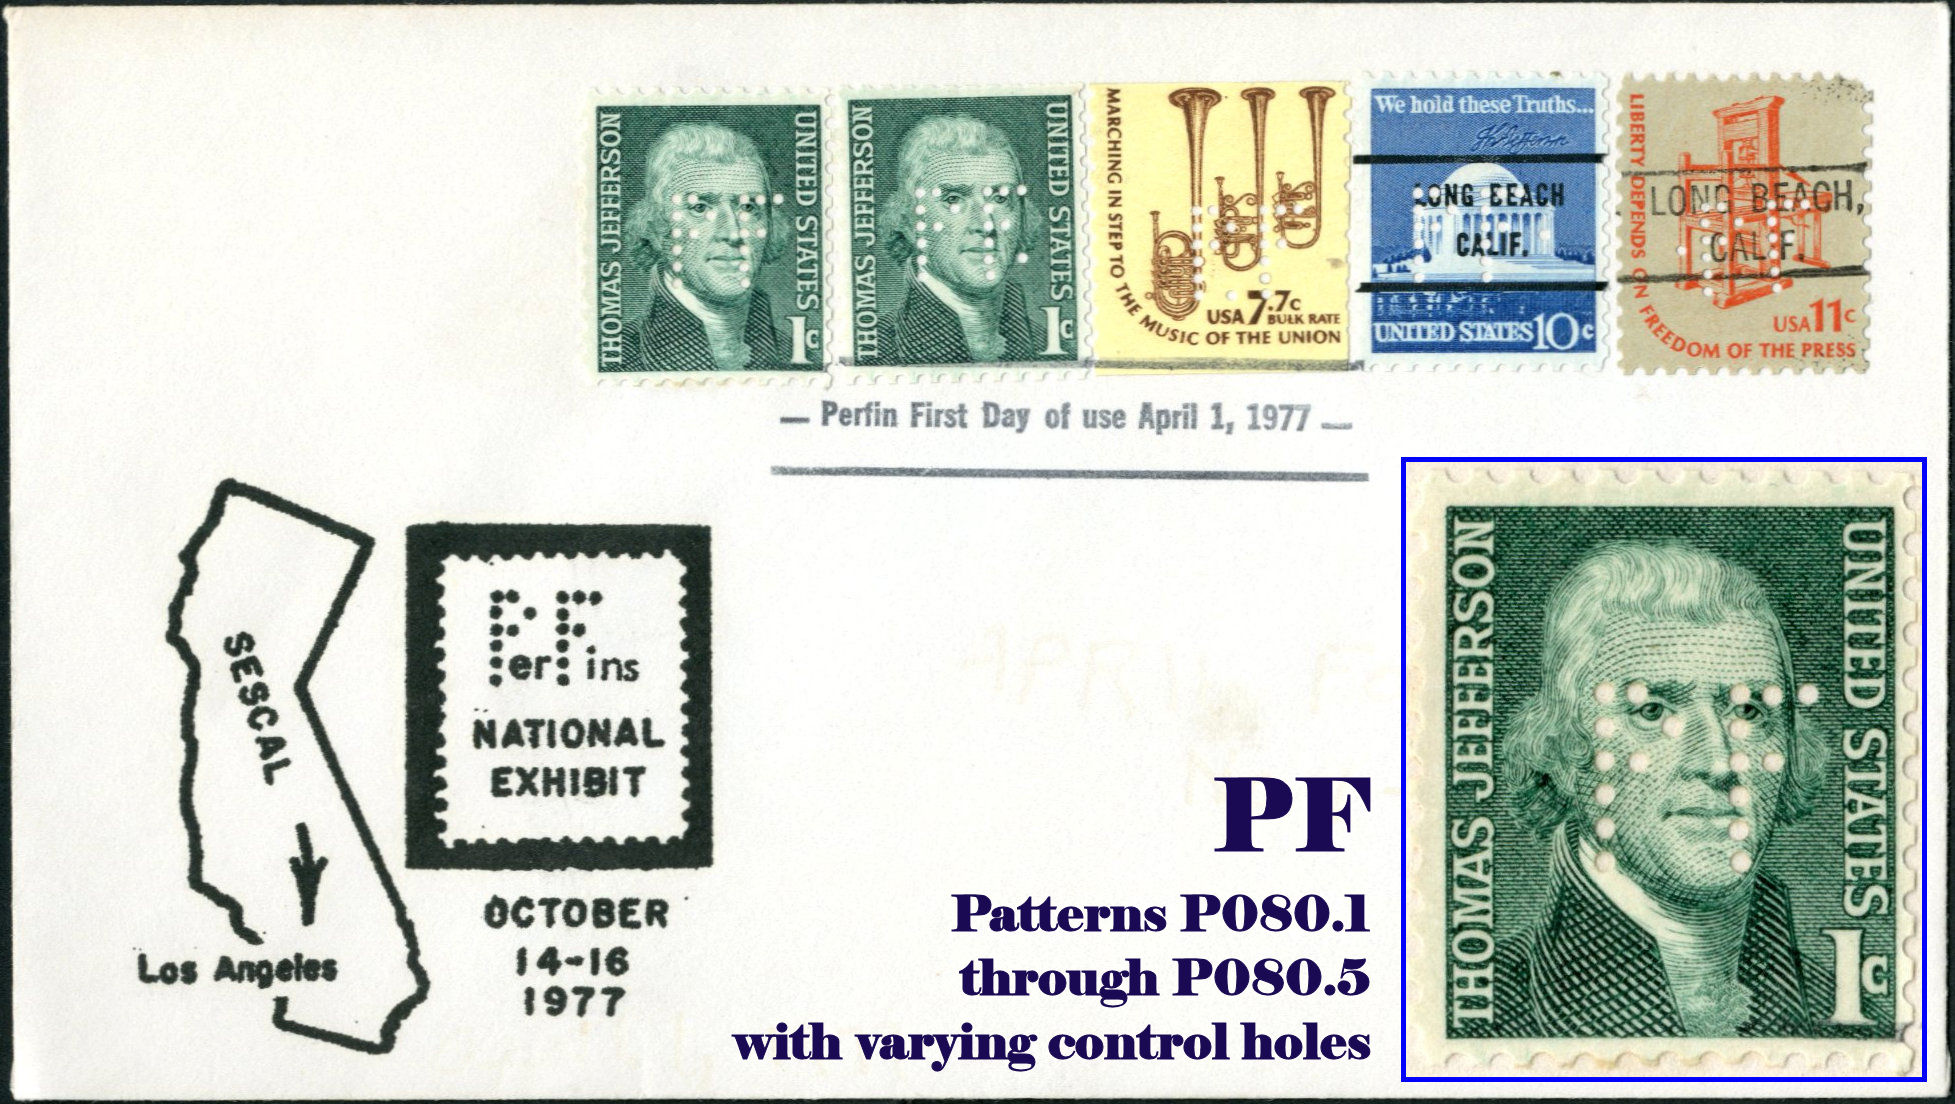 THOMAS JEFFERSON
UNITED STATES
1c
THOMAS JEFFERSON
UNITED STATES
1c
MARCHING IN STEP TO THE MUSIC OF THE UNION
USA 7.7c
BULK RATE
We hold these Truths...
LONG BEACH
CALIF.
UNITED STATES 10c
LIBERTY DEPENDS ON FREEDOM OF THE PRESS
LONG BEACH,
CALIF.
USA 11c
— Perfin First Day of use April 1, 1977 —
SESCAL
Los Angeles
PerFins
NATIONAL
EXHIBIT
OCTOBER
14-16
1977
PF
Patterns P080.1
through P080.5
with varying control holes
THOMAS JEFFERSON
UNITED STATES
1c